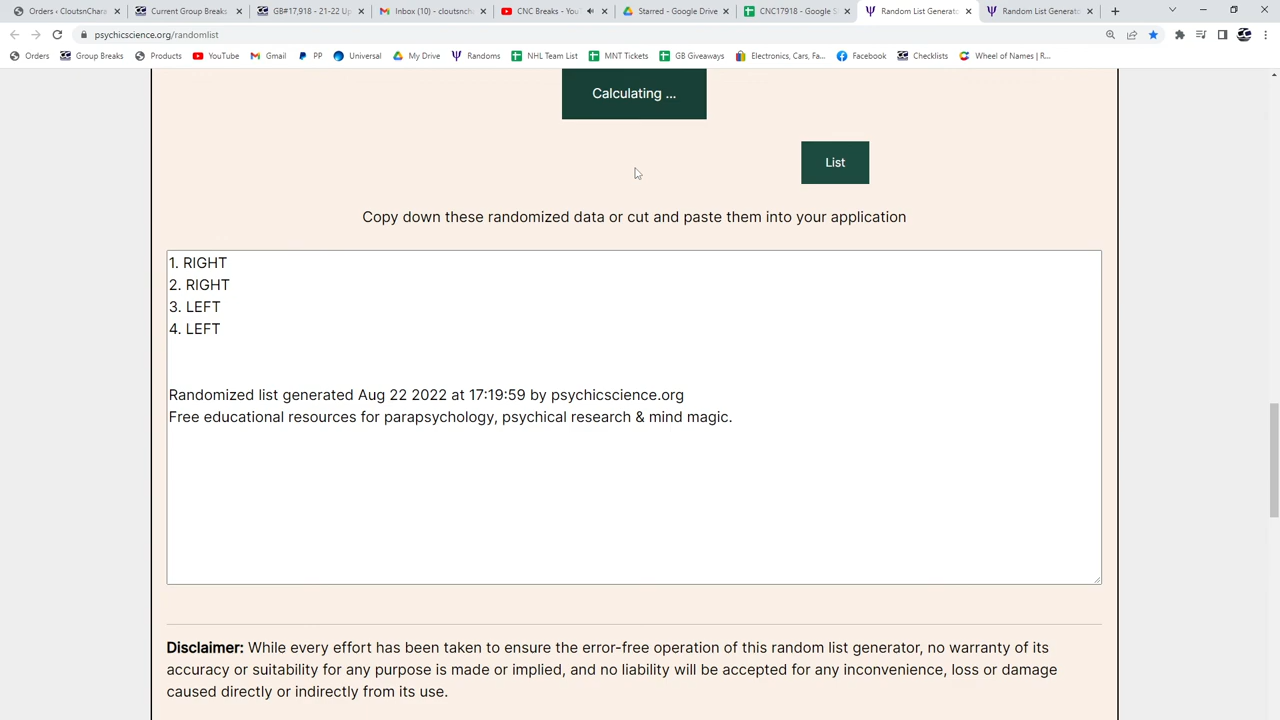 Orders ‹ CloutsnChara
Current Group Breaks
GB#17,918 - 21-22 Up
Inbox (10) - cloutsnch
CNC Breaks - You
Starred - Google Drive
CNC17918 - Google S
Random List Generato
Random List Generato
psychicscience.org/randomlist
Orders
Group Breaks
Products
YouTube
Gmail
PP
Universal
My Drive
Randoms
NHL Team List
MNT Tickets
GB Giveaways
Electronics, Cars, Fa...
Facebook
Checklists
Wheel of Names | R...
Calculating ...
List
Copy down these randomized data or cut and paste them into your application
1. RIGHT
2. RIGHT
3. LEFT
4. LEFT
Randomized list generated Aug 22 2022 at 17:19:59 by psychicscience.org
Free educational resources for parapsychology, psychical research & mind magic.
Disclaimer: While every effort has been taken to ensure the error-free operation of this random list generator, no warranty of its
accuracy or suitability for any purpose is made or implied, and no liability will be accepted for any inconvenience, loss or damage
caused directly or indirectly from its use.